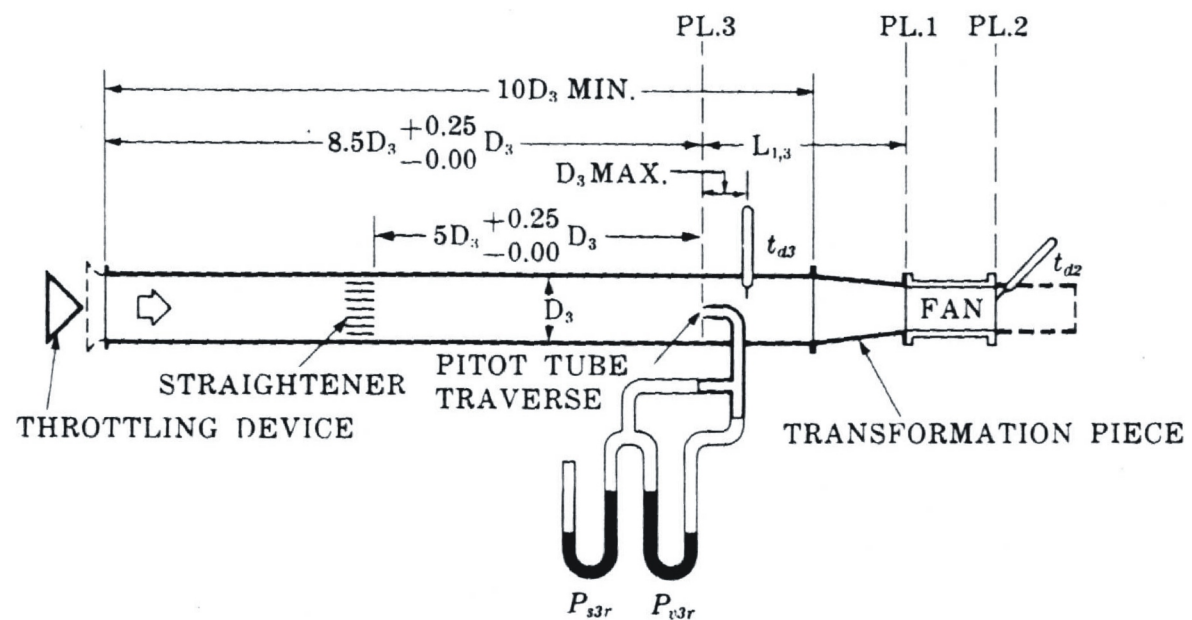 PL.3
PL.1
PL.2
10D₃ MIN.
8.5D₃ +0.25 −0.00 D₃
L₁,₃
D₃ MAX.
5D₃ +0.25 −0.00 D₃
t_d3
t_d2
D₃
FAN
PITOT TUBE
TRAVERSE
STRAIGHTENER
THROTTLING DEVICE
TRANSFORMATION PIECE
P_s3r
P_v3r